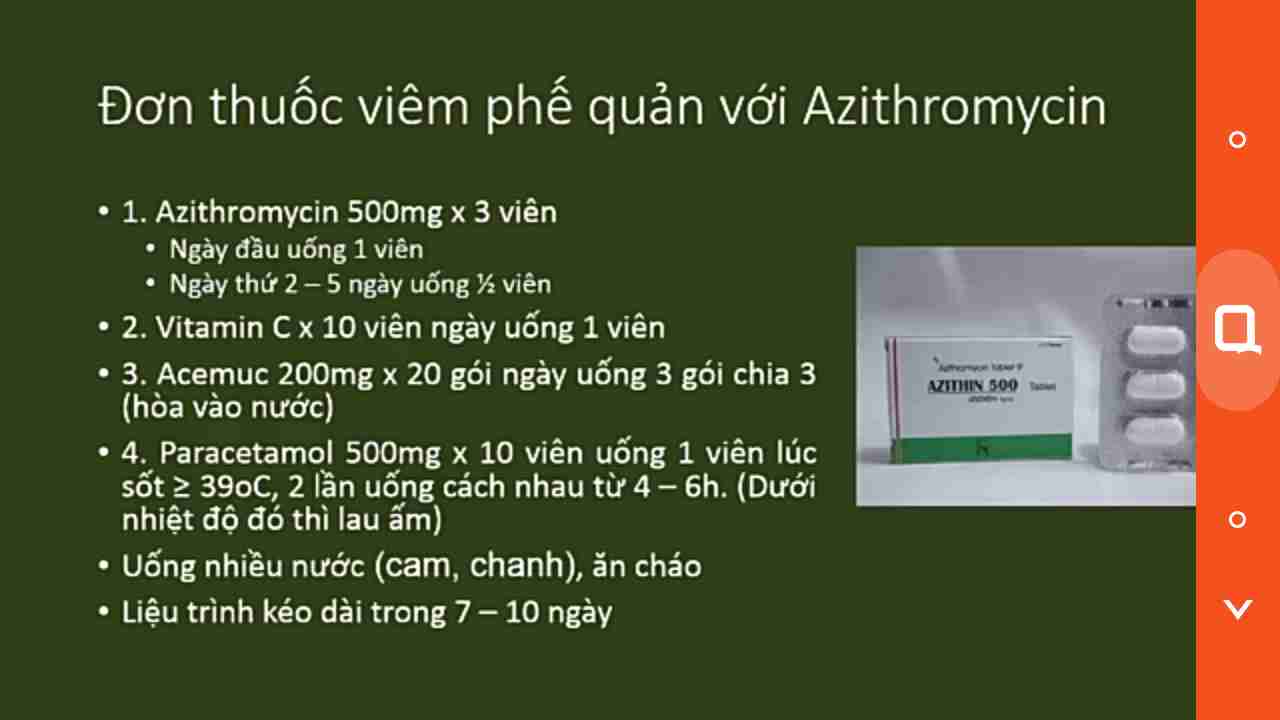 Đơn thuốc viêm phế quản với Azithromycin
• 1. Azithromycin 500mg x 3 viên
• Ngày đầu uống 1 viên
• Ngày thứ 2 – 5 ngày uống ½ viên
• 2. Vitamin C x 10 viên ngày uống 1 viên
• 3. Acemuc 200mg x 20 gói ngày uống 3 gói chia 3
(hòa vào nước)
• 4. Paracetamol 500mg x 10 viên uống 1 viên lúc
sốt ≥ 39oC, 2 lần uống cách nhau từ 4 – 6h. (Dưới
nhiệt độ đó thì lau ấm)
• Uống nhiều nước (cam, chanh), ăn cháo
• Liệu trình kéo dài trong 7 – 10 ngày
AZITHIN 500 Tablet